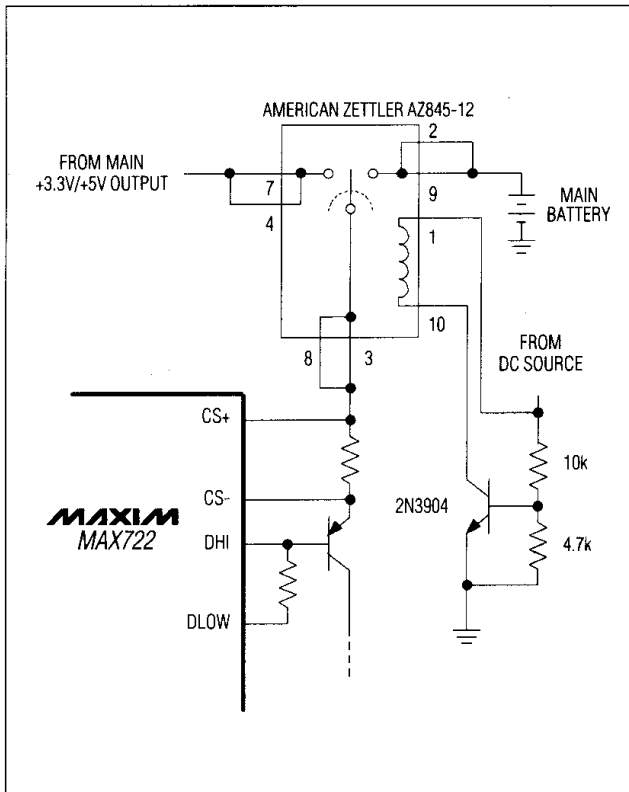 AMERICAN ZETTLER AZ845-12
2
FROM MAIN
+3.3V/+5V OUTPUT
7
4
9
MAIN
BATTERY
1
10
8
3
FROM
DC SOURCE
CS+
CS-
MAXIM
MAX722
DHI
DLOW
10k
2N3904
4.7k